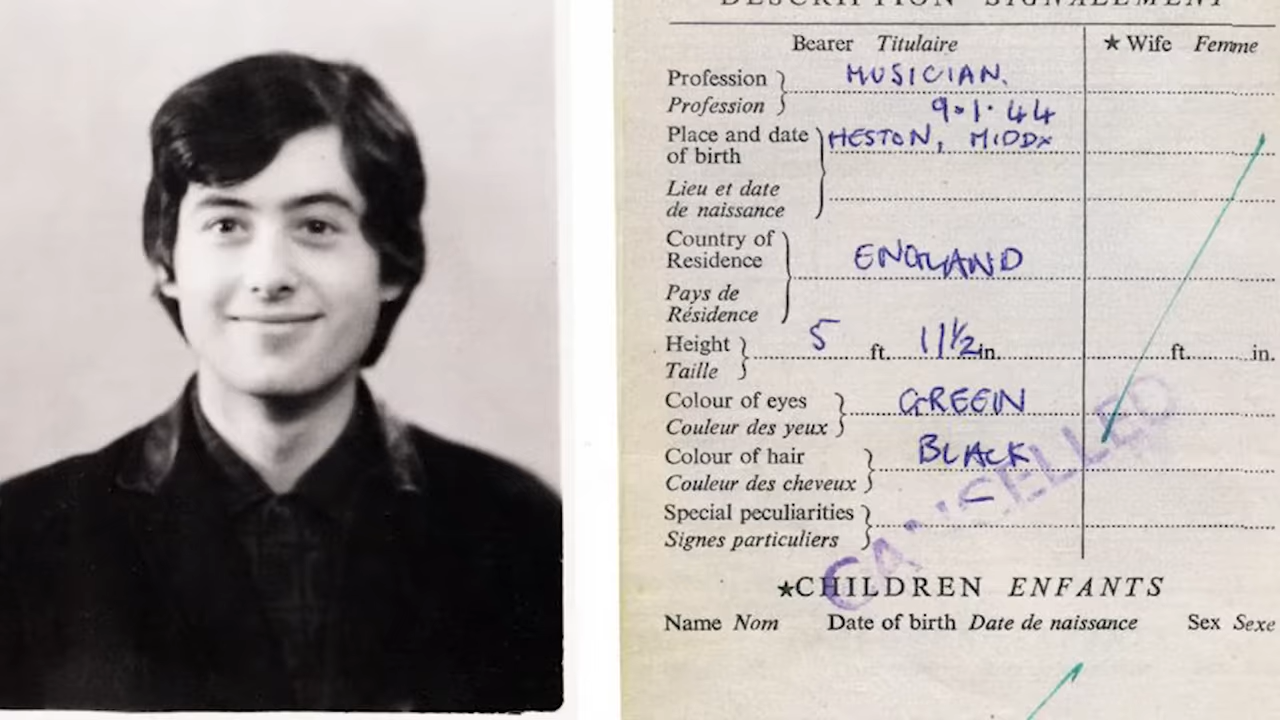 DESCRIPTION SIGNALEMENT
Bearer Titulaire ★ Wife Femme
Profession MUSICIAN.
Profession
9·1·44
Place and date of birth HESTON, MIDDX
Lieu et date de naissance
Country of Residence ENGLAND
Pays de Résidence
Height 5 ft. 11½ in. ft. in.
Taille
Colour of eyes GREEN
Couleur des yeux
Colour of hair BLACK
Couleur des cheveux
Special peculiarities
Signes particuliers
CANCELLED
★CHILDREN ENFANTS
Name Nom Date of birth Date de naissance Sex Sexe